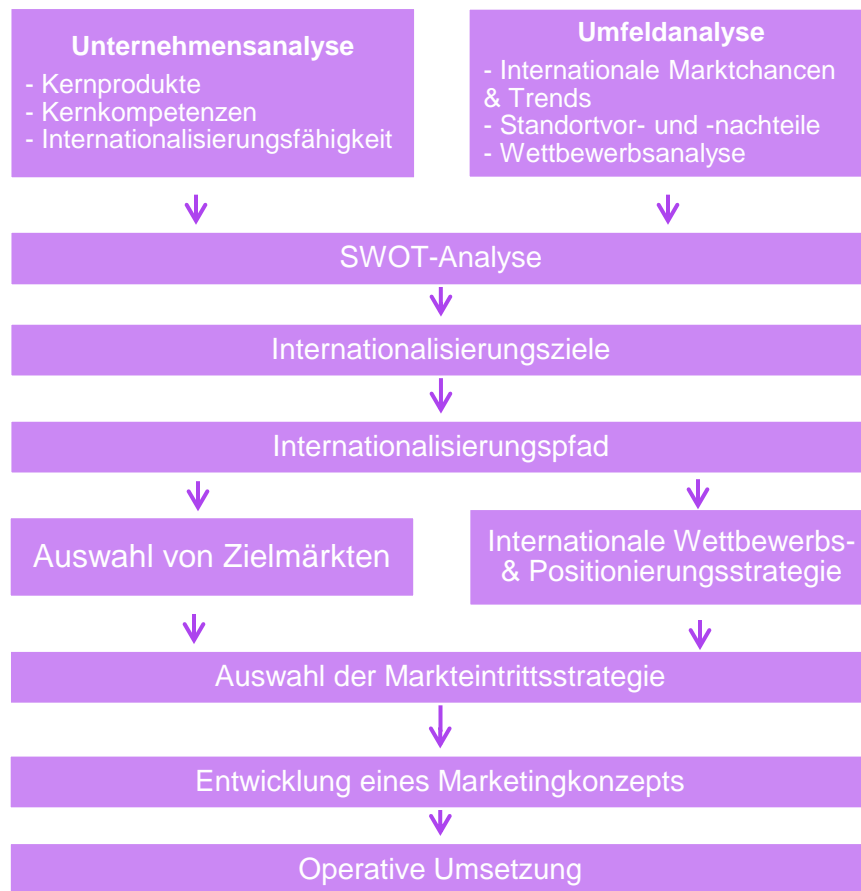 Unternehmensanalyse
- Kernprodukte
- Kernkompetenzen
- Internationalisierungsfähigkeit
Umfeldanalyse
- Internationale Marktchancen
& Trends
- Standortvor- und -nachteile
- Wettbewerbsanalyse
SWOT-Analyse
Internationalisierungsziele
Internationalisierungspfad
Auswahl von Zielmärkten
Internationale Wettbewerbs-
& Positionierungsstrategie
Auswahl der Markteintrittsstrategie
Entwicklung eines Marketingkonzepts
Operative Umsetzung